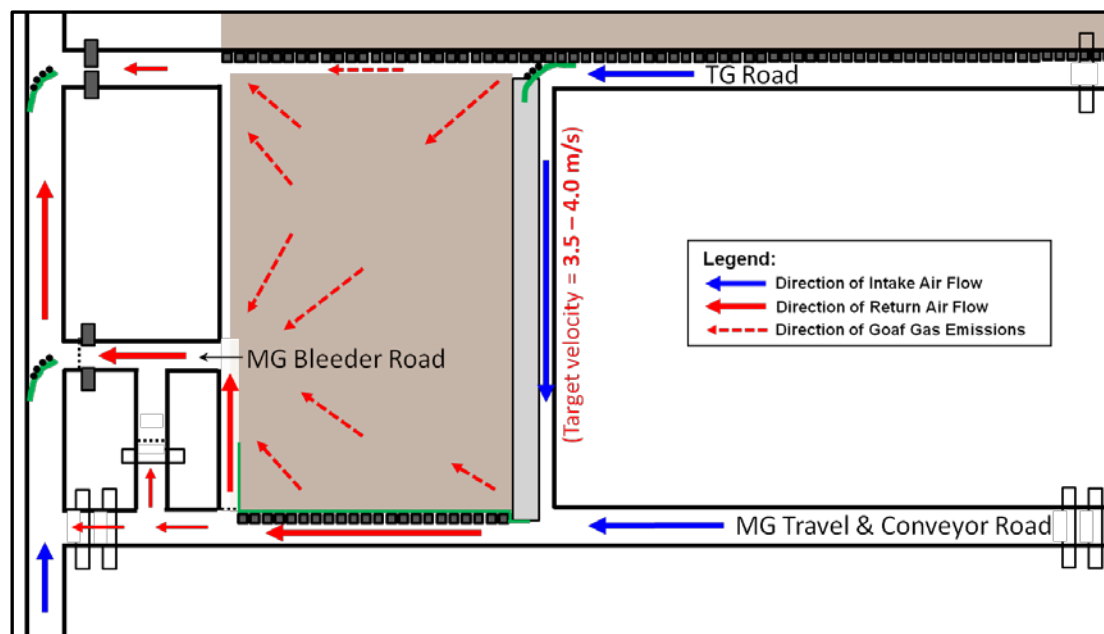 TG Road
(Target velocity = 3.5 – 4.0 m/s)
Legend:
Direction of Intake Air Flow
Direction of Return Air Flow
Direction of Goaf Gas Emissions
MG Bleeder Road
MG Travel & Conveyor Road